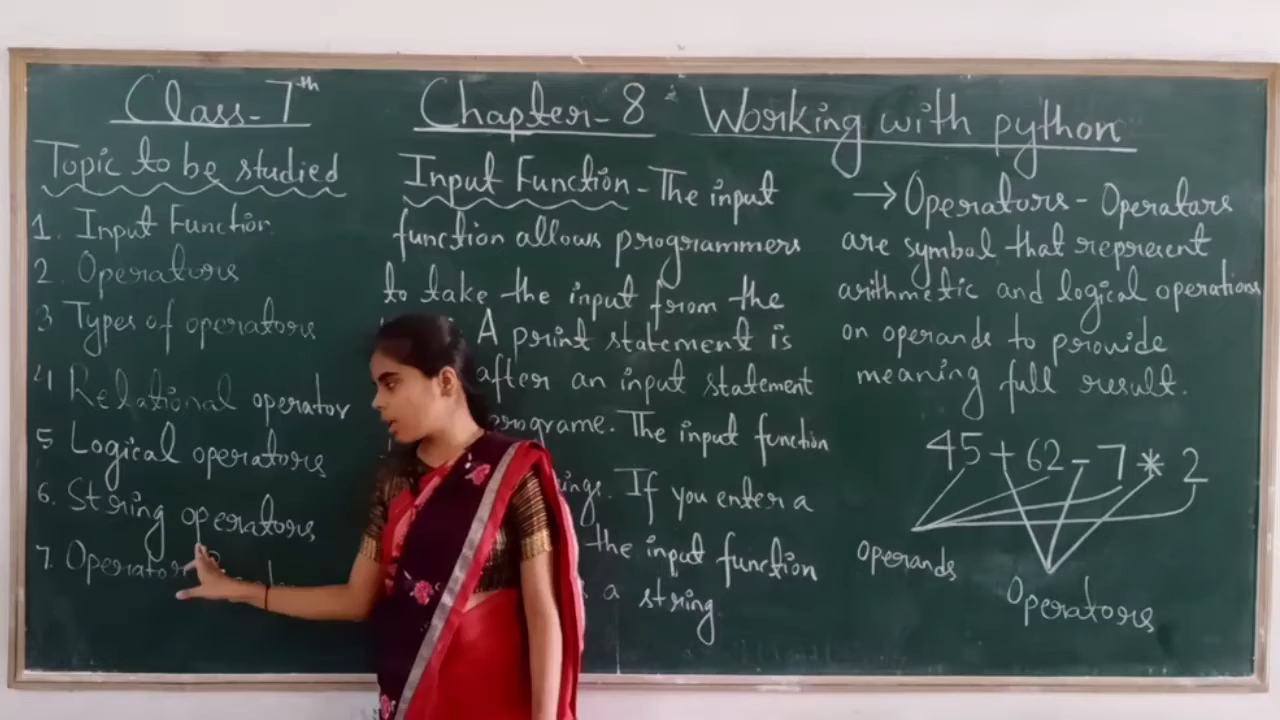 Class-7th
Chapter-8 : Working with python
Topic to be studied
1. Input Function
2. Operators
3 Types of operators
4 Relational operator
5 Logical operators
6. String operators
7. Operator
Input Function - The input
function allows programmers
to take the input from the
A print statement is
after an input statement
The input function
If you enter a
the input function
a string
→ Operators - Operators
are symbol that represent
arithmetic and logical operations
on operands to provide
meaning full result.
45 + 62 - 7 * 2
Operands
Operators